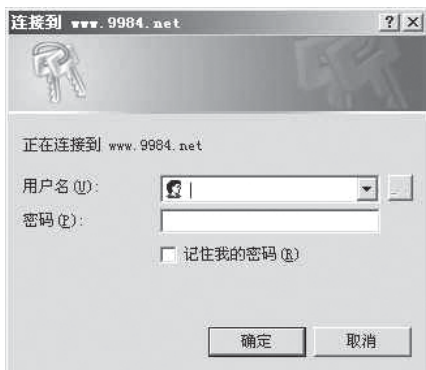 连接到 www.9984.net
正在连接到 www.9984.net
用户名(U):
密码(P):
记住我的密码(R)
确定 取消